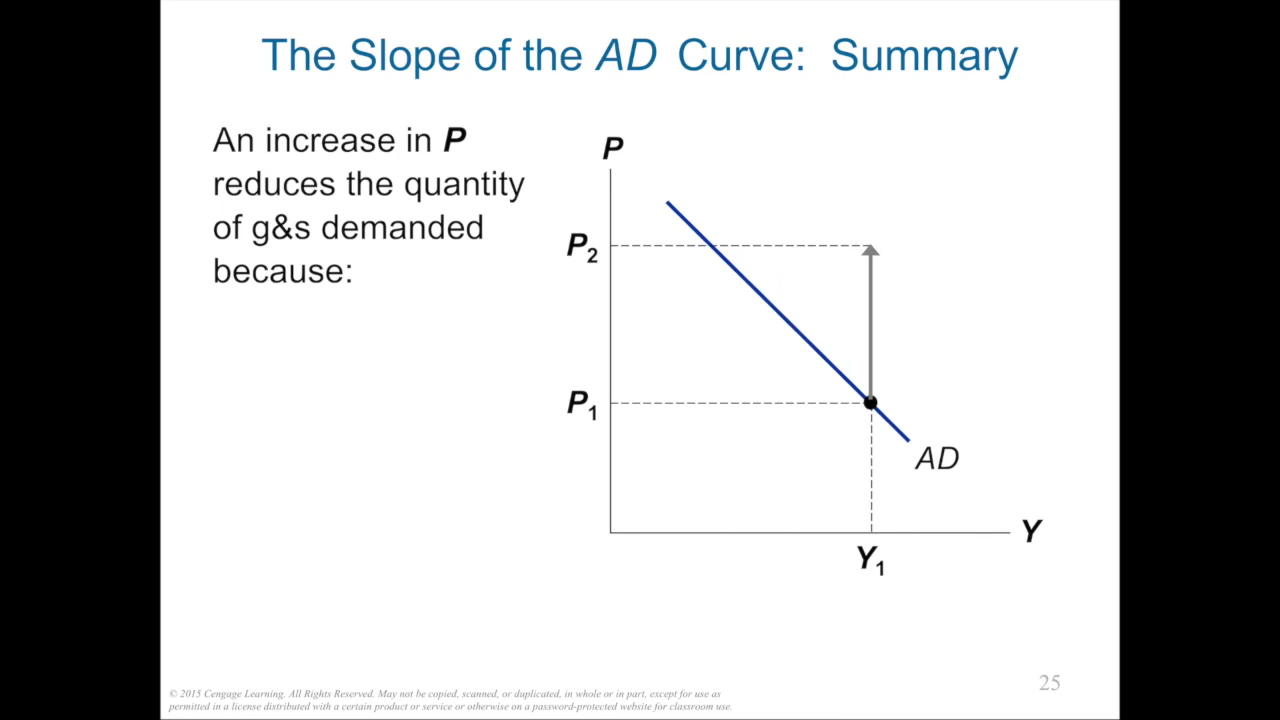 The Slope of the AD Curve: Summary
An increase in P
reduces the quantity
of g&s demanded
because:
P
P2
P1
AD
Y
Y1
© 2015 Cengage Learning. All Rights Reserved. May not be copied, scanned, or duplicated, in whole or in part, except for use as
permitted in a license distributed with a certain product or service or otherwise on a password-protected website for classroom use.
25